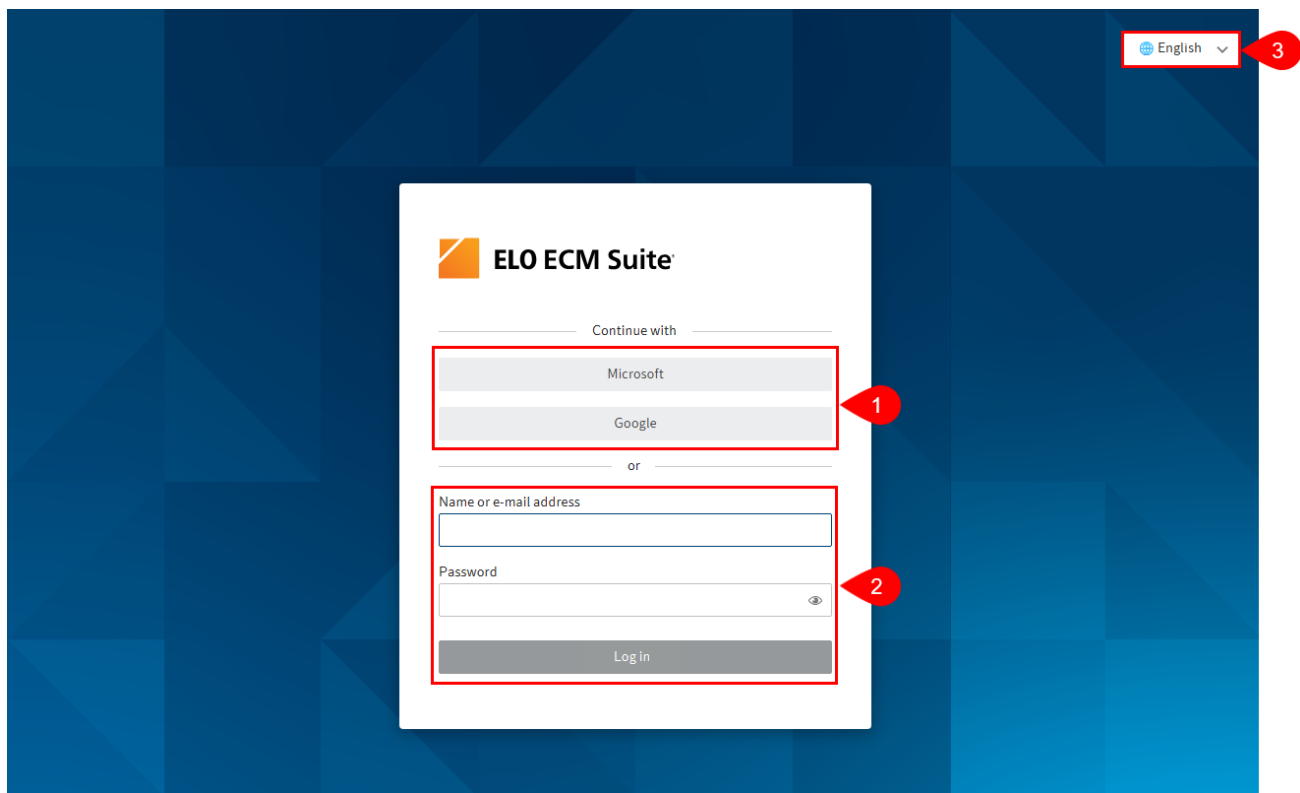 English
3
ELO ECM Suite
Continue with
Microsoft
1
Google
or
Name or e-mail address
Password
2
Log in